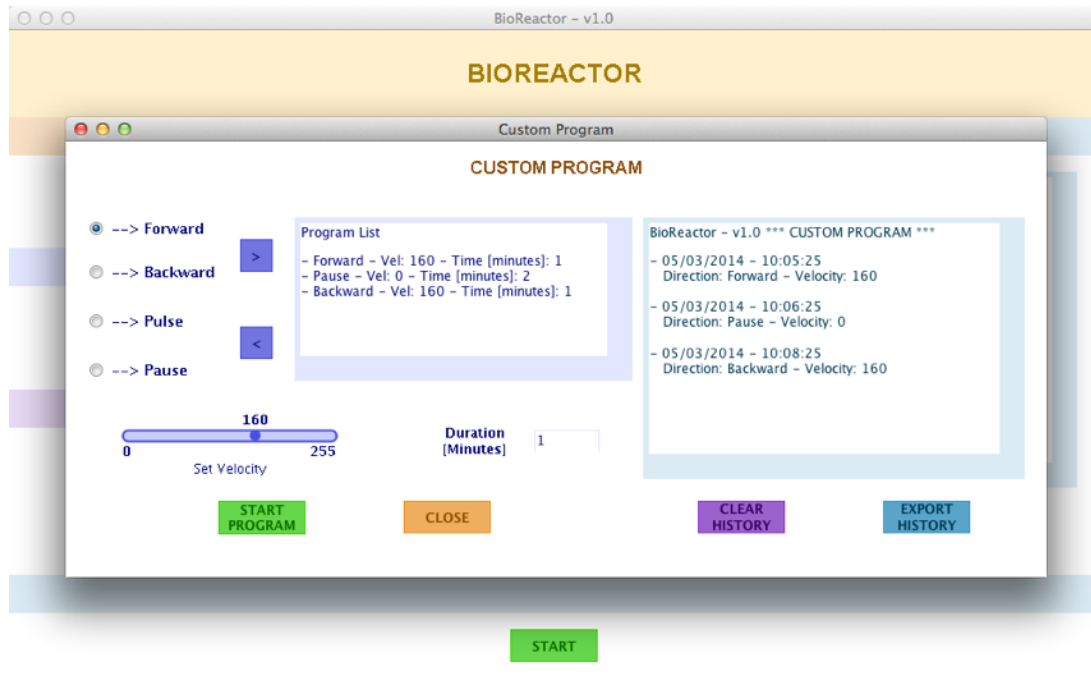 BioReactor – v1.0
BIOREACTOR
Custom Program
CUSTOM PROGRAM
--> Forward
--> Backward
--> Pulse
--> Pause
>
<
Program List
– Forward – Vel: 160 – Time [minutes]: 1
– Pause – Vel: 0 – Time [minutes]: 2
– Backward – Vel: 160 – Time [minutes]: 1
BioReactor – v1.0 *** CUSTOM PROGRAM ***
– 05/03/2014 – 10:05:25
Direction: Forward – Velocity: 160
– 05/03/2014 – 10:06:25
Direction: Pause – Velocity: 0
– 05/03/2014 – 10:08:25
Direction: Backward – Velocity: 160
160
0
255
Set Velocity
Duration
[Minutes]
1
START
PROGRAM
CLOSE
CLEAR
HISTORY
EXPORT
HISTORY
START